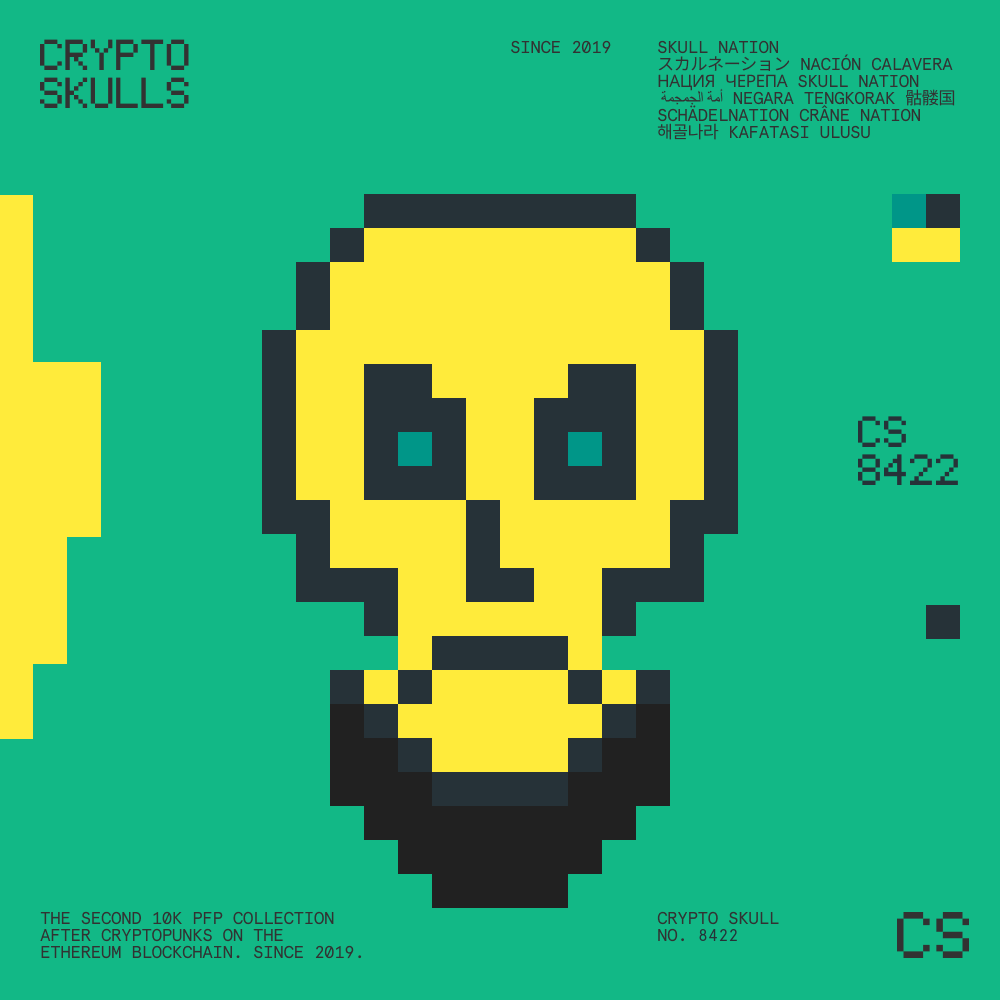 CRYPTO
SKULLS
SINCE 2019
SKULL NATION
スカルネーション NACIÓN CALAVERA
НАЦИЯ ЧЕРЕПА SKULL NATION
أمة الجمجمة NEGARA TENGKORAK 骷髅国
SCHÄDELNATION CRÂNE NATION
해골나라 KAFATASI ULUSU
CS
8422
THE SECOND 10K PFP COLLECTION
AFTER CRYPTOPUNKS ON THE
ETHEREUM BLOCKCHAIN. SINCE 2019.
CRYPTO SKULL
NO. 8422
CS